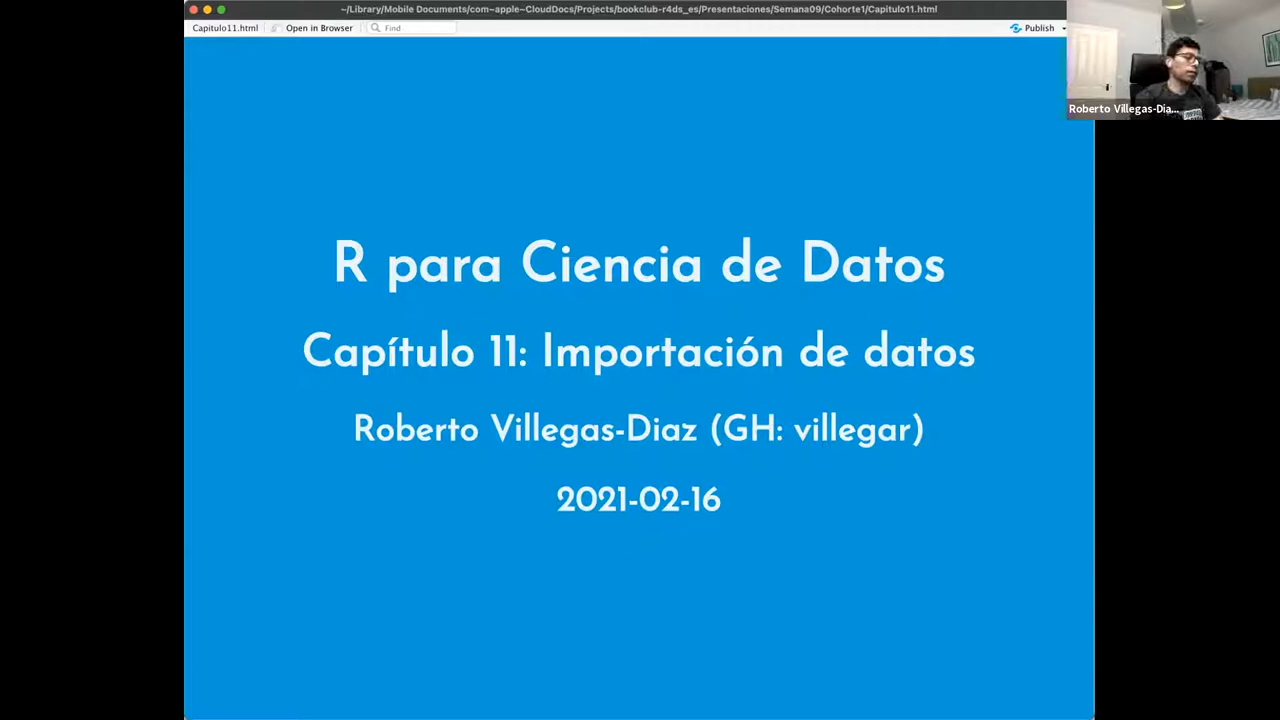 ~/Library/Mobile Documents/com~apple~CloudDocs/Projects/bookclub-r4ds_es/Presentaciones/Semana09/Cohorte1/Capitulo11.html
Capitulo11.html
Open in Browser
Find
Publish
Roberto Villegas-Dia...
R para Ciencia de Datos
Capítulo 11: Importación de datos
Roberto Villegas-Diaz (GH: villegar)
2021-02-16